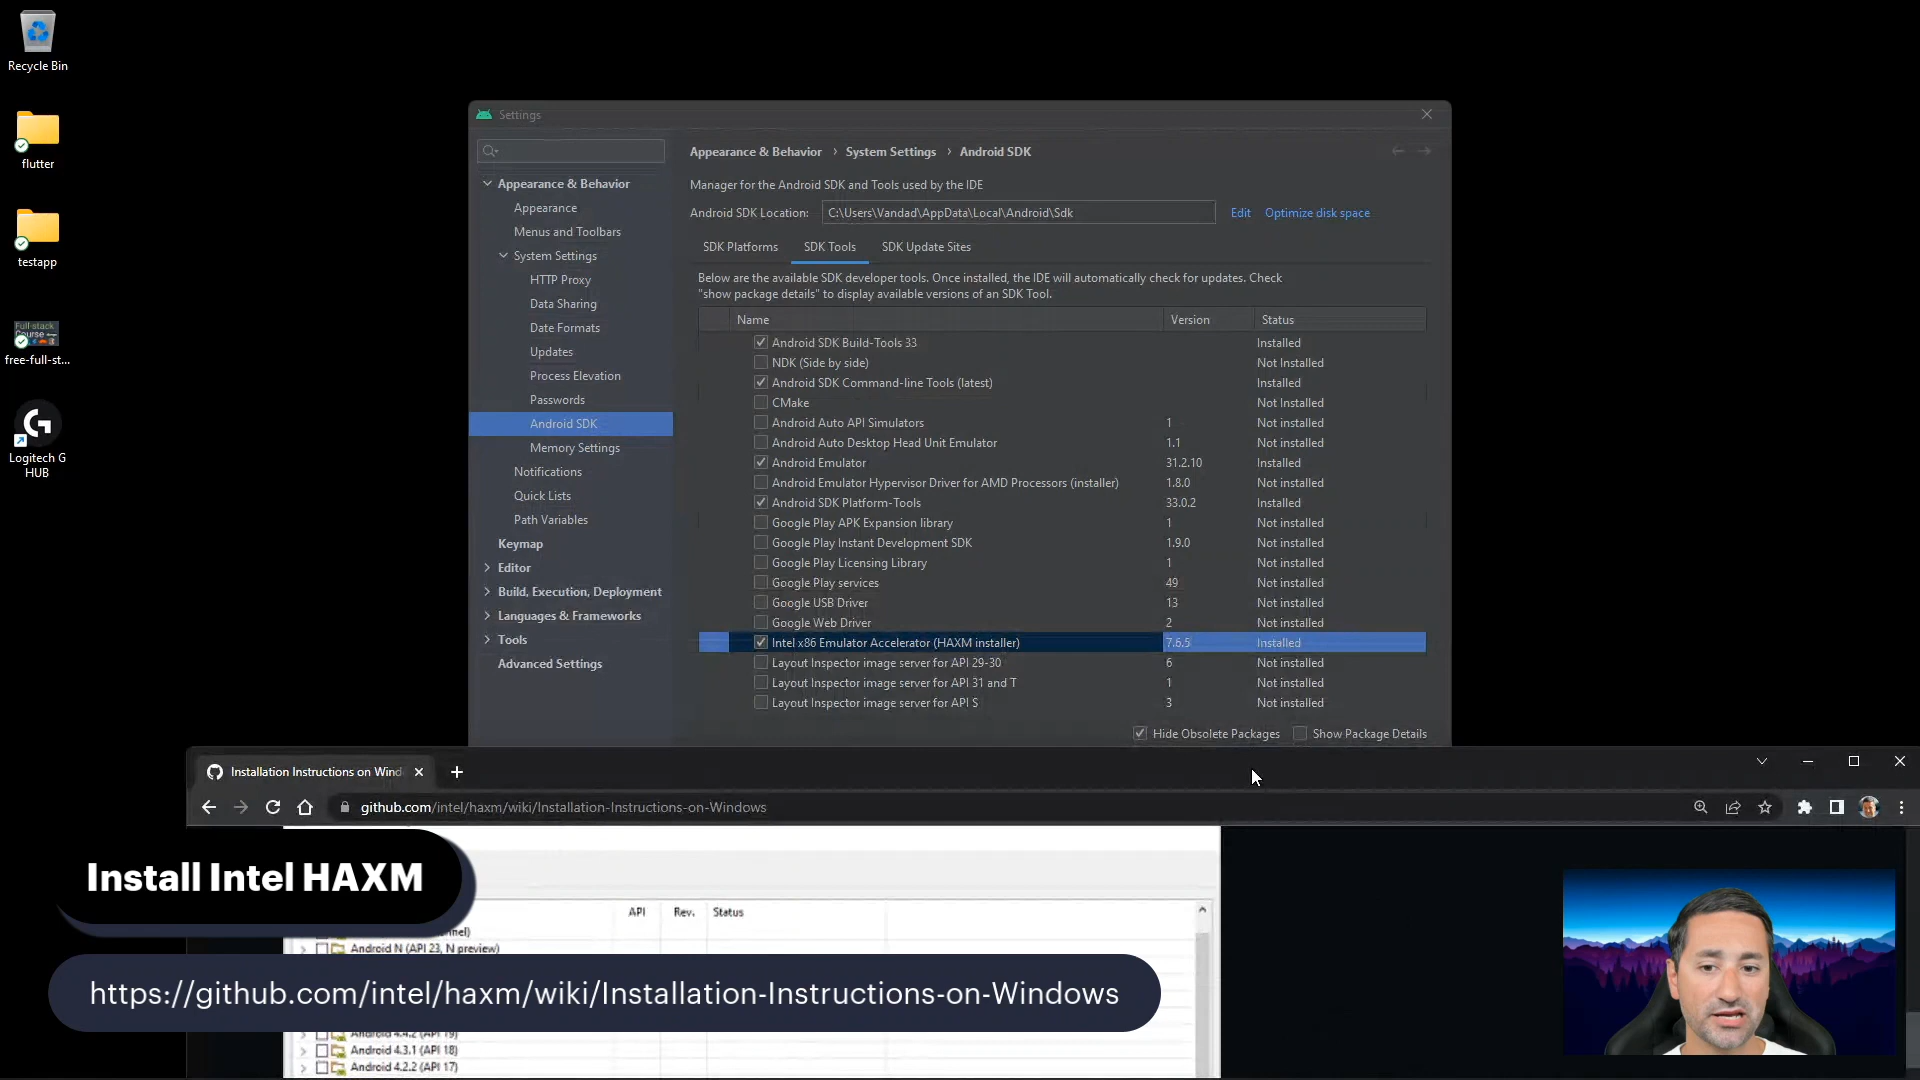 Recycle Bin
flutter
testapp
Full-stack
Course
free-full-st...
Logitech G
HUB
Settings
Appearance & Behavior
Appearance
Menus and Toolbars
System Settings
HTTP Proxy
Data Sharing
Date Formats
Updates
Process Elevation
Passwords
Android SDK
Memory Settings
Notifications
Quick Lists
Path Variables
Keymap
Editor
Build, Execution, Deployment
Languages & Frameworks
Tools
Advanced Settings
Appearance & Behavior › System Settings › Android SDK
Manager for the Android SDK and Tools used by the IDE
Android SDK Location: C:\Users\Vandad\AppData\Local\Android\Sdk Edit Optimize disk space
SDK Platforms SDK Tools SDK Update Sites
Below are the available SDK developer tools. Once installed, the IDE will automatically check for updates. Check
"show package details" to display available versions of an SDK Tool.
Name Version Status
Android SDK Build-Tools 33 Installed
NDK (Side by side) Not Installed
Android SDK Command-line Tools (latest) Installed
CMake Not Installed
Android Auto API Simulators 1 Not installed
Android Auto Desktop Head Unit Emulator 1.1 Not installed
Android Emulator 31.2.10 Installed
Android Emulator Hypervisor Driver for AMD Processors (installer) 1.8.0 Not installed
Android SDK Platform-Tools 33.0.2 Installed
Google Play APK Expansion library 1 Not installed
Google Play Instant Development SDK 1.9.0 Not installed
Google Play Licensing Library 1 Not installed
Google Play services 49 Not installed
Google USB Driver 13 Not installed
Google Web Driver 2 Not installed
Intel x86 Emulator Accelerator (HAXM installer) 7.6.5 Installed
Layout Inspector image server for API 29-30 6 Not installed
Layout Inspector image server for API 31 and T 1 Not installed
Layout Inspector image server for API S 3 Not installed
Hide Obsolete Packages Show Package Details
Installation Instructions on Wind
github.com/intel/haxm/wiki/Installation-Instructions-on-Windows
Install Intel HAXM
API Rev. Status
Android N (API 23, N preview)
https://github.com/intel/haxm/wiki/Installation-Instructions-on-Windows
Android 4.4.2 (API 19)
Android 4.3.1 (API 18)
Android 4.2.2 (API 17)